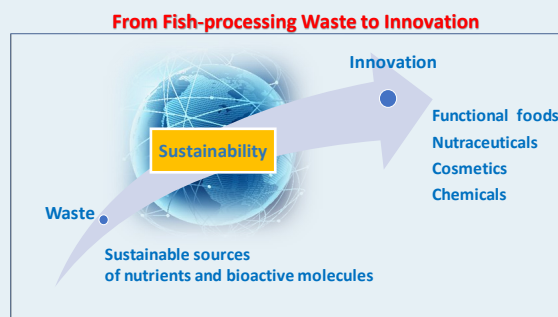 From Fish-processing Waste to Innovation
Innovation
Functional foods
Nutraceuticals
Cosmetics
Chemicals
Sustainability
Waste
Sustainable sources
of nutrients and bioactive molecules